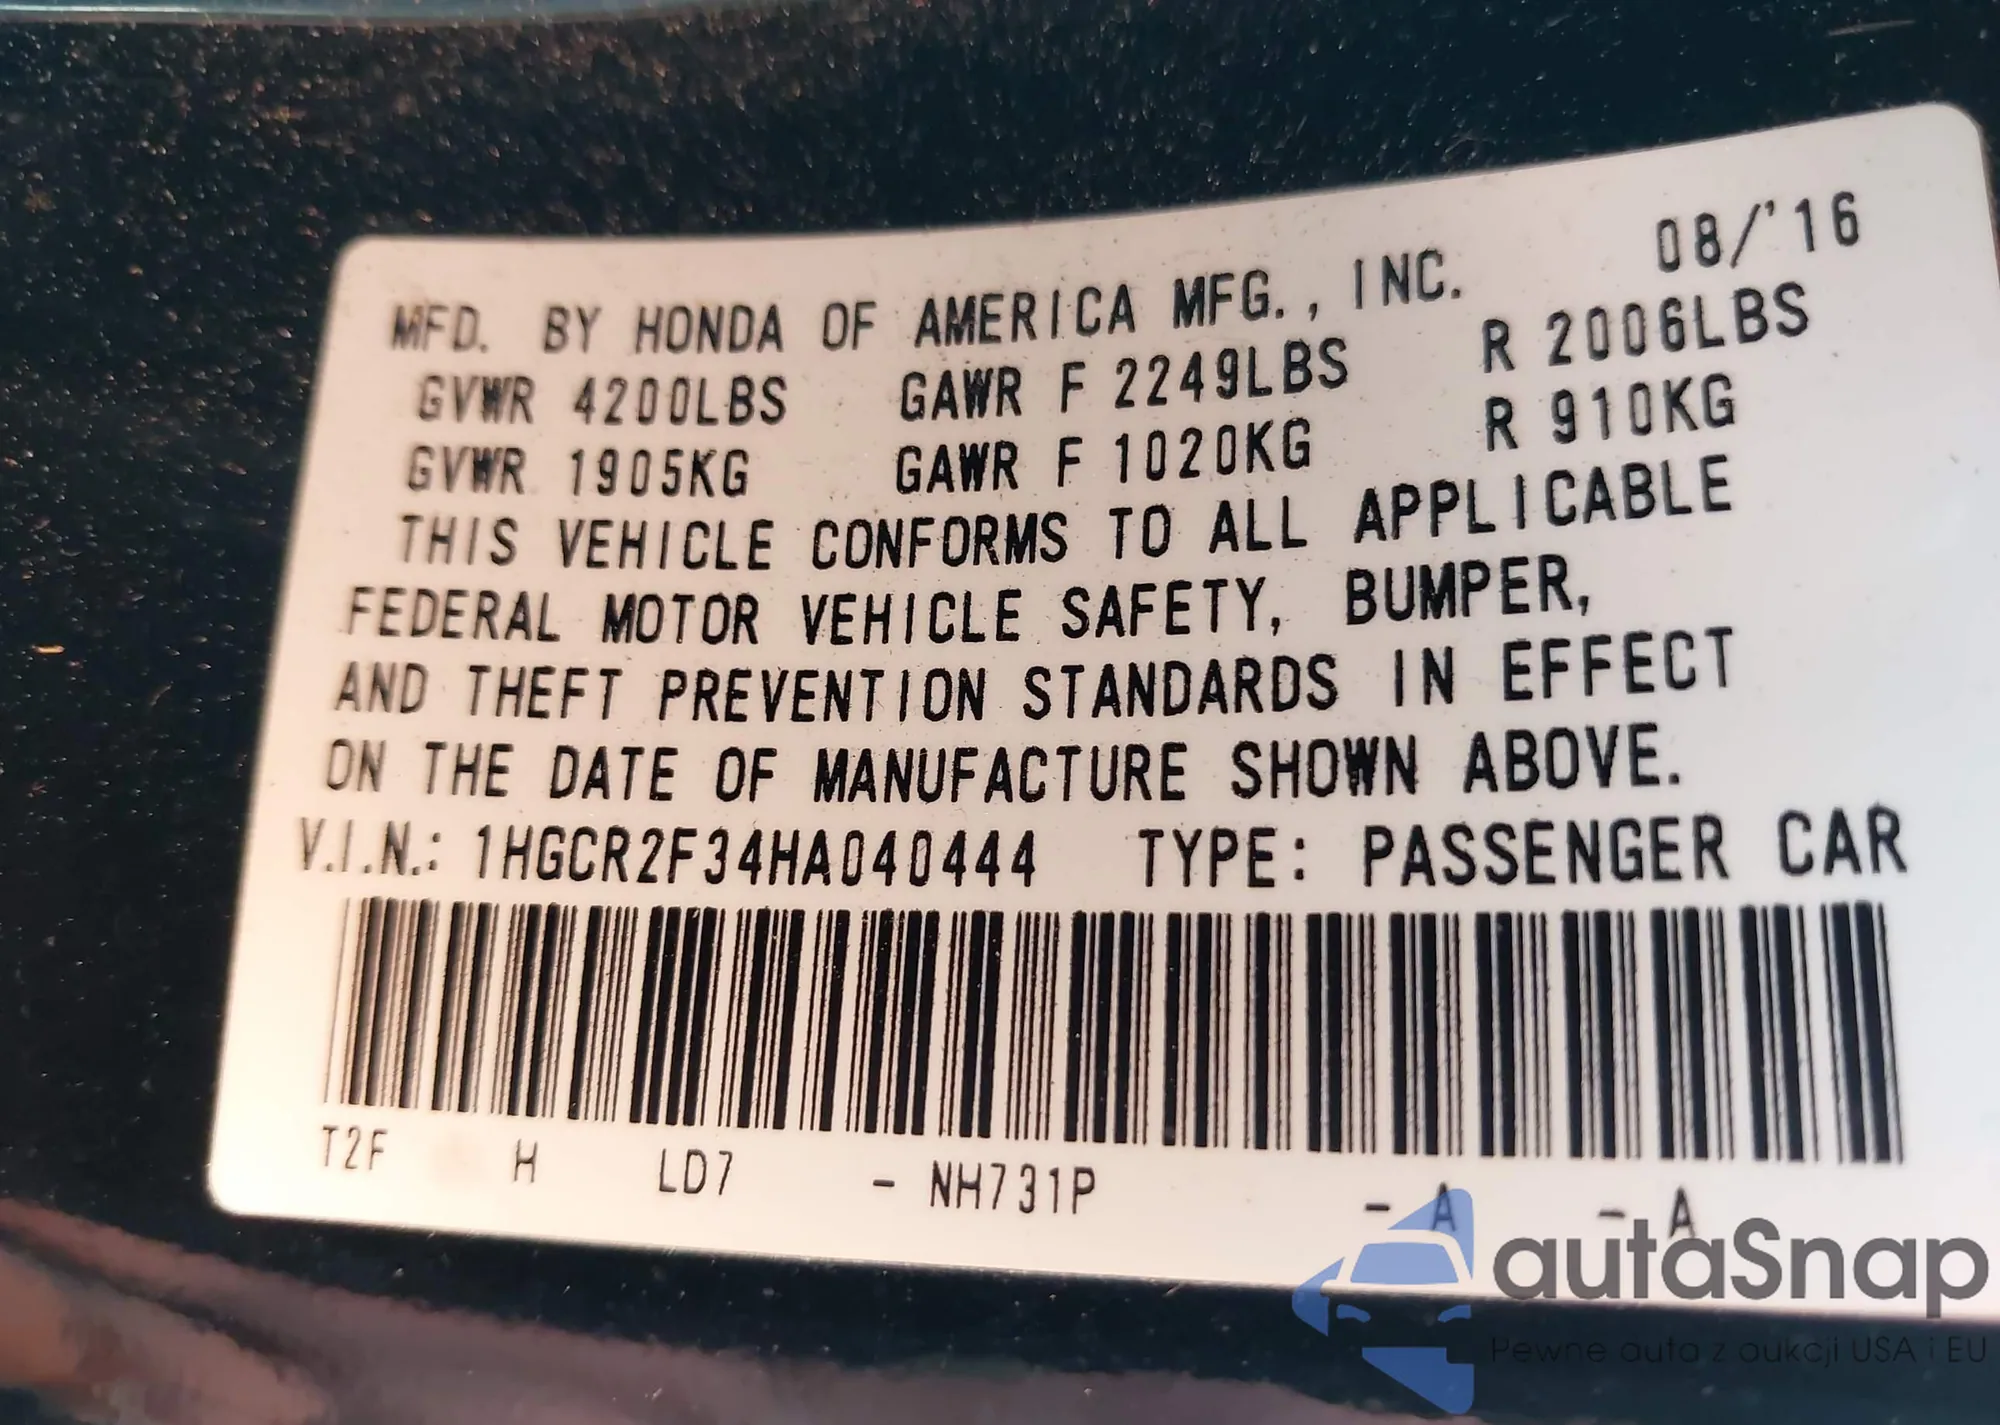 MFD. BY HONDA OF AMERICA MFG., INC. 08/'16
GVWR 4200LBS GAWR F 2249LBS R 2006LBS
GVWR 1905KG GAWR F 1020KG R 910KG
THIS VEHICLE CONFORMS TO ALL APPLICABLE
FEDERAL MOTOR VEHICLE SAFETY, BUMPER,
AND THEFT PREVENTION STANDARDS IN EFFECT
ON THE DATE OF MANUFACTURE SHOWN ABOVE.
V.I.N.: 1HGCR2F34HA040444 TYPE: PASSENGER CAR
T2F H LD7 - NH731P - A - A
autaSnap
Pewne auta z aukcji USA i EU